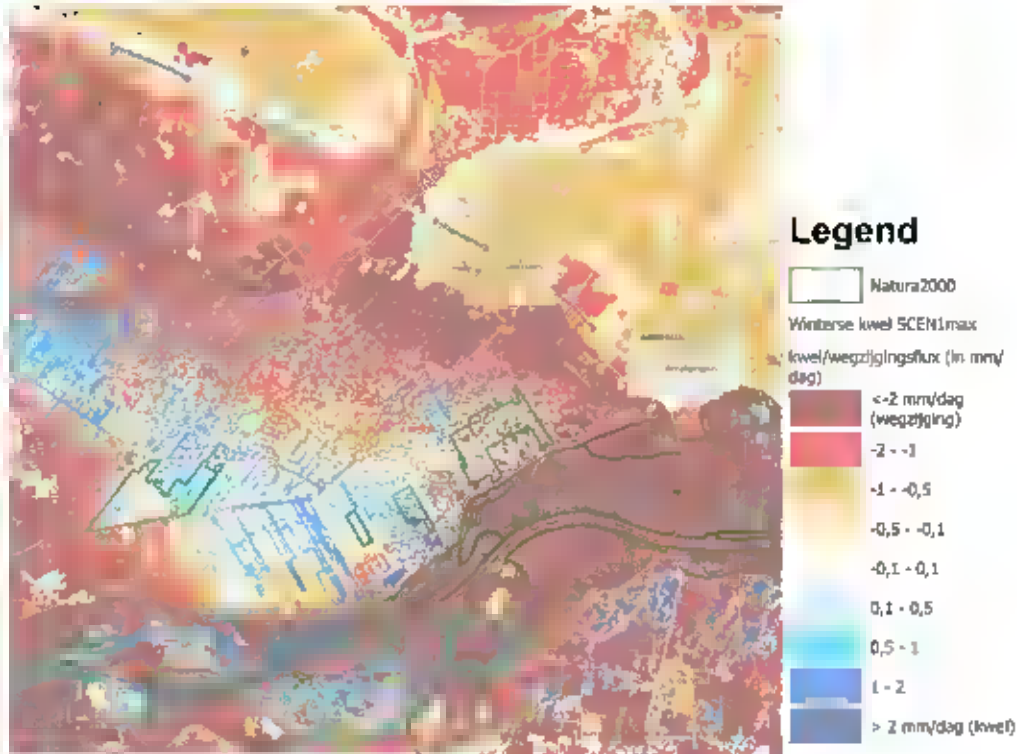 Legend
Natura2000
Winterse kwel SCEN1max
kwel/wegzijgingsflux (in mm/
dag)
<-2 mm/dag
(wegzijging)
-2 - -1
-1 - -0,5
-0,5 - -0,1
-0,1 - 0,1
0,1 - 0,5
0,5 - 1
1 - 2
> 2 mm/dag (kwel)